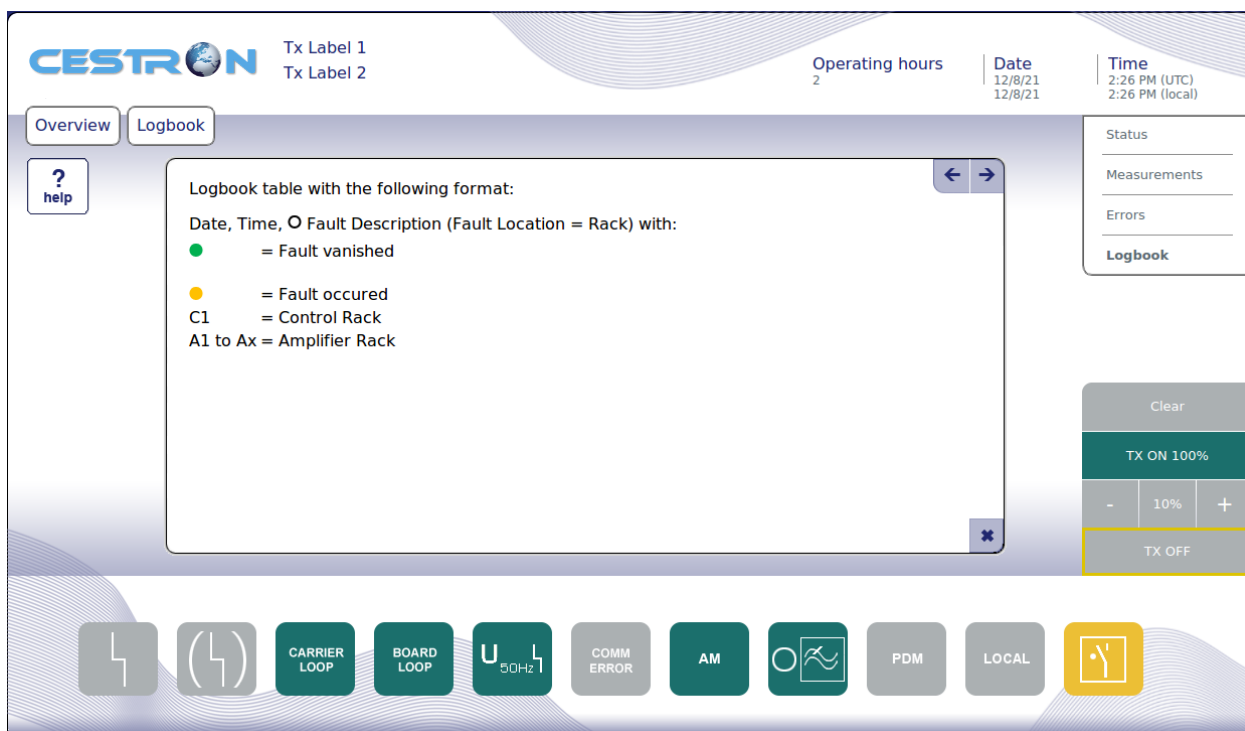 CESTRON
Tx Label 1
Tx Label 2
Operating hours
2
Date
12/8/21
12/8/21
Time
2:26 PM (UTC)
2:26 PM (local)
Overview
Logbook
?
help
Logbook table with the following format:
Date, Time, O Fault Description (Fault Location = Rack) with:
= Fault vanished
= Fault occured
C1 = Control Rack
A1 to Ax = Amplifier Rack
Status
Measurements
Errors
Logbook
Clear
TX ON 100%
- 10% +
TX OFF
CARRIER
LOOP
BOARD
LOOP
U 50Hz
COMM
ERROR
AM
PDM
LOCAL